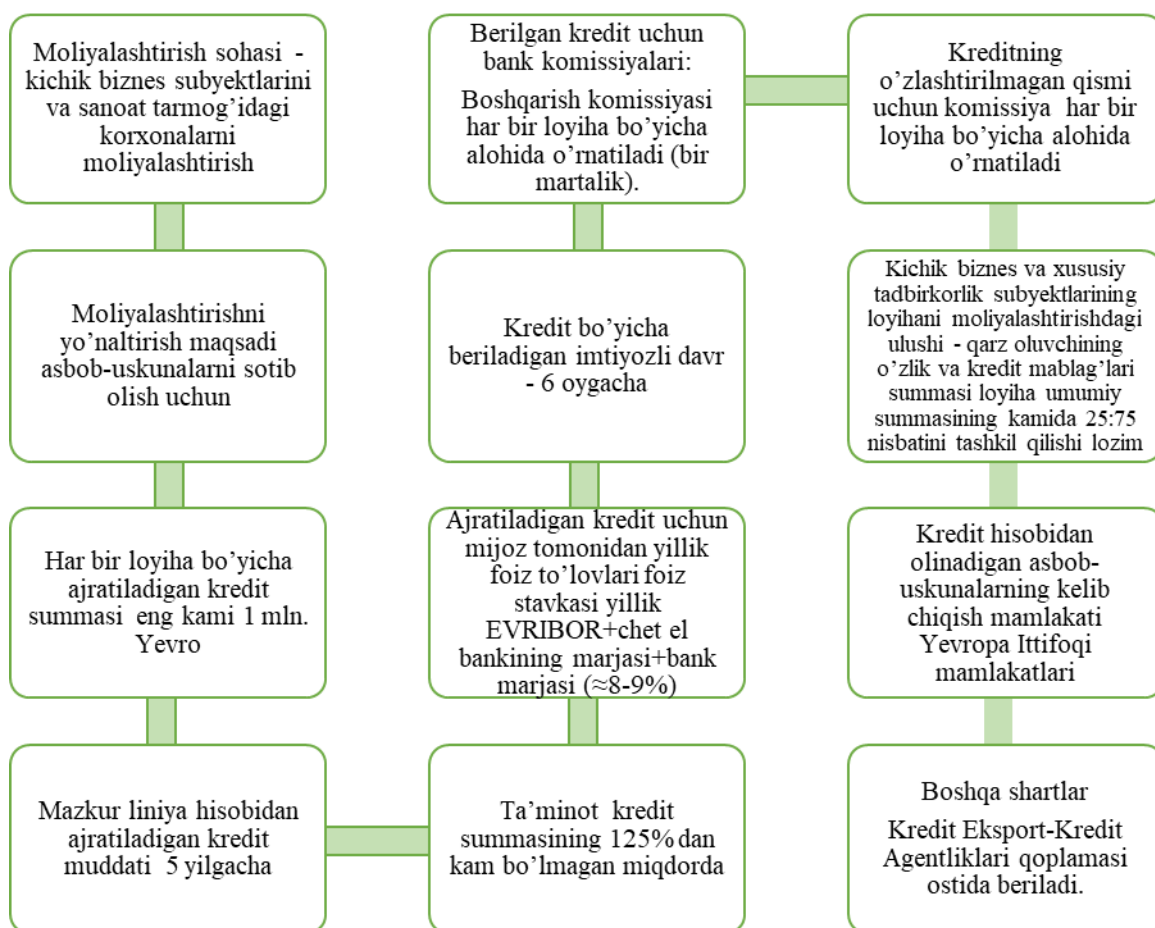 Moliyalashtirish sohasi -
kichik biznes subyektlarini
va sanoat tarmog’idagi
korxonalarni
moliyalashtirish
Moliyalashtirishni
yo’naltirish maqsadi
asbob-uskunalarni sotib
olish uchun
Har bir loyiha bo’yicha
ajratiladigan kredit
summasi eng kami 1 mln.
Yevro
Mazkur liniya hisobidan
ajratiladigan kredit
muddati 5 yilgacha
Ta’minot kredit
summasining 125% dan
kam bo’lmagan miqdorda
Ajratiladigan kredit uchun
mijoz tomonidan yillik
foiz to’lovlari foiz
stavkasi yillik
EVRIBOR+chet el
bankining marjasi+bank
marjasi (≈8-9%)
Kredit bo’yicha
beriladigan imtiyozli davr
- 6 oygacha
Berilgan kredit uchun
bank komissiyalari:
Boshqarish komissiyasi
har bir loyiha bo’yicha
alohida o’rnatiladi (bir
martalik).
Kreditning
o’zlashtirilmagan qismi
uchun komissiya har bir
loyiha bo’yicha alohida
o’rnatiladi
Kichik biznes va xususiy
tadbirkorlik subyektlarining
loyihani moliyalashtirishdagi
ulushi - qarz oluvchining
o’zlik va kredit mablag’lari
summasi loyiha umumiy
summasining kamida 25:75
nisbatini tashkil qilishi lozim
Kredit hisobidan
olinadigan asbob-
uskunalarning kelib
chiqish mamlakati
Yevropa Ittifoqi
mamlakatlari
Boshqa shartlar
Kredit Eksport-Kredit
Agentliklari qoplamasi
ostida beriladi.